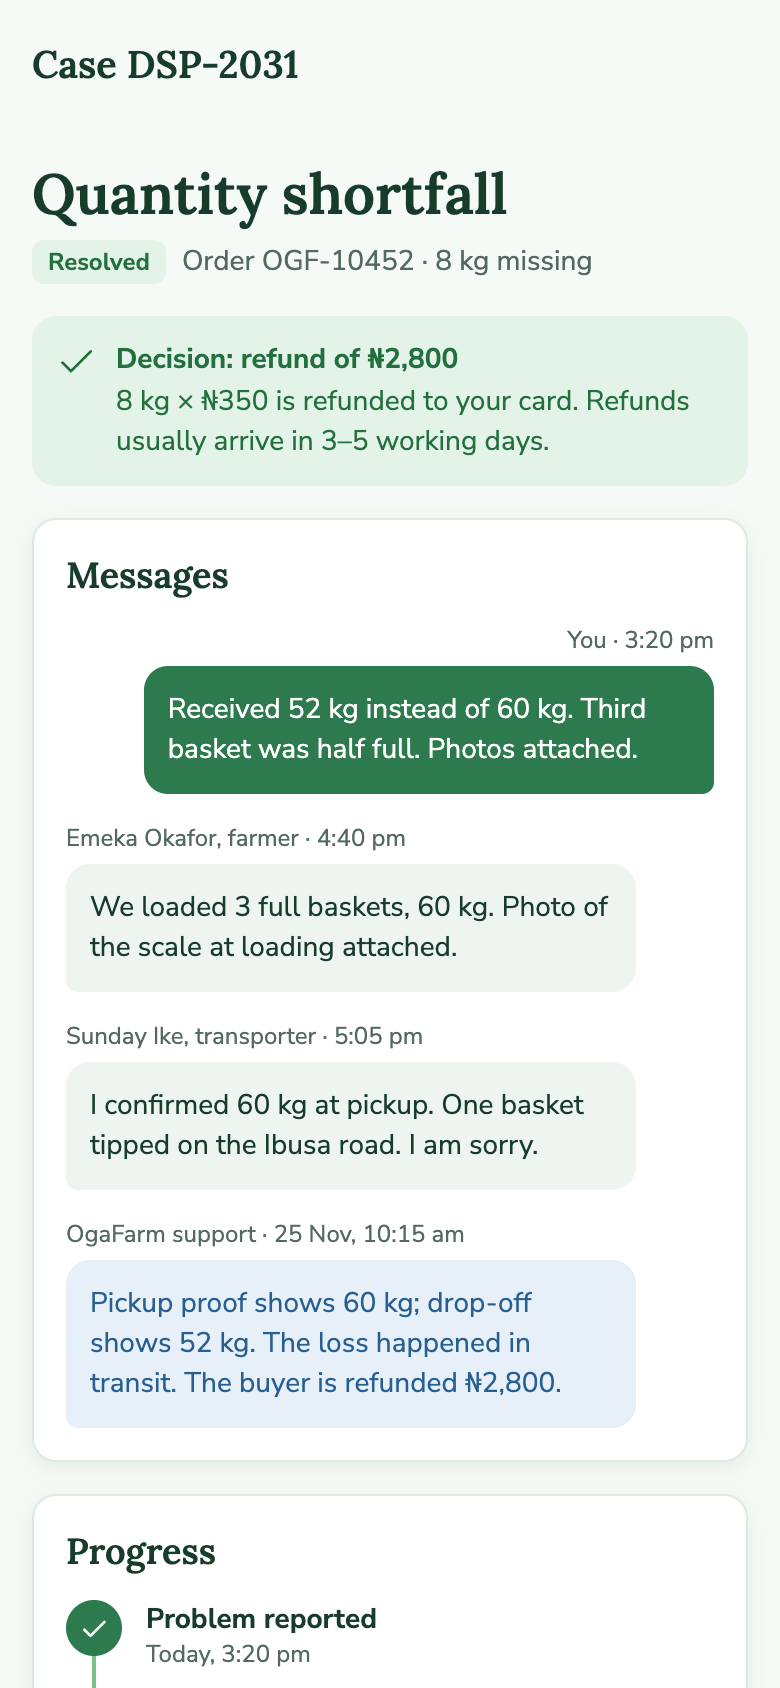 Case DSP-2031
Quantity shortfall
Resolved
Order OGF-10452 · 8 kg missing
Decision: refund of ₦2,800
8 kg × ₦350 is refunded to your card. Refunds
usually arrive in 3–5 working days.
Messages
You · 3:20 pm
Received 52 kg instead of 60 kg. Third
basket was half full. Photos attached.
Emeka Okafor, farmer · 4:40 pm
We loaded 3 full baskets, 60 kg. Photo of
the scale at loading attached.
Sunday Ike, transporter · 5:05 pm
I confirmed 60 kg at pickup. One basket
tipped on the Ibusa road. I am sorry.
OgaFarm support · 25 Nov, 10:15 am
Pickup proof shows 60 kg; drop-off
shows 52 kg. The loss happened in
transit. The buyer is refunded ₦2,800.
Progress
Problem reported
Today, 3:20 pm